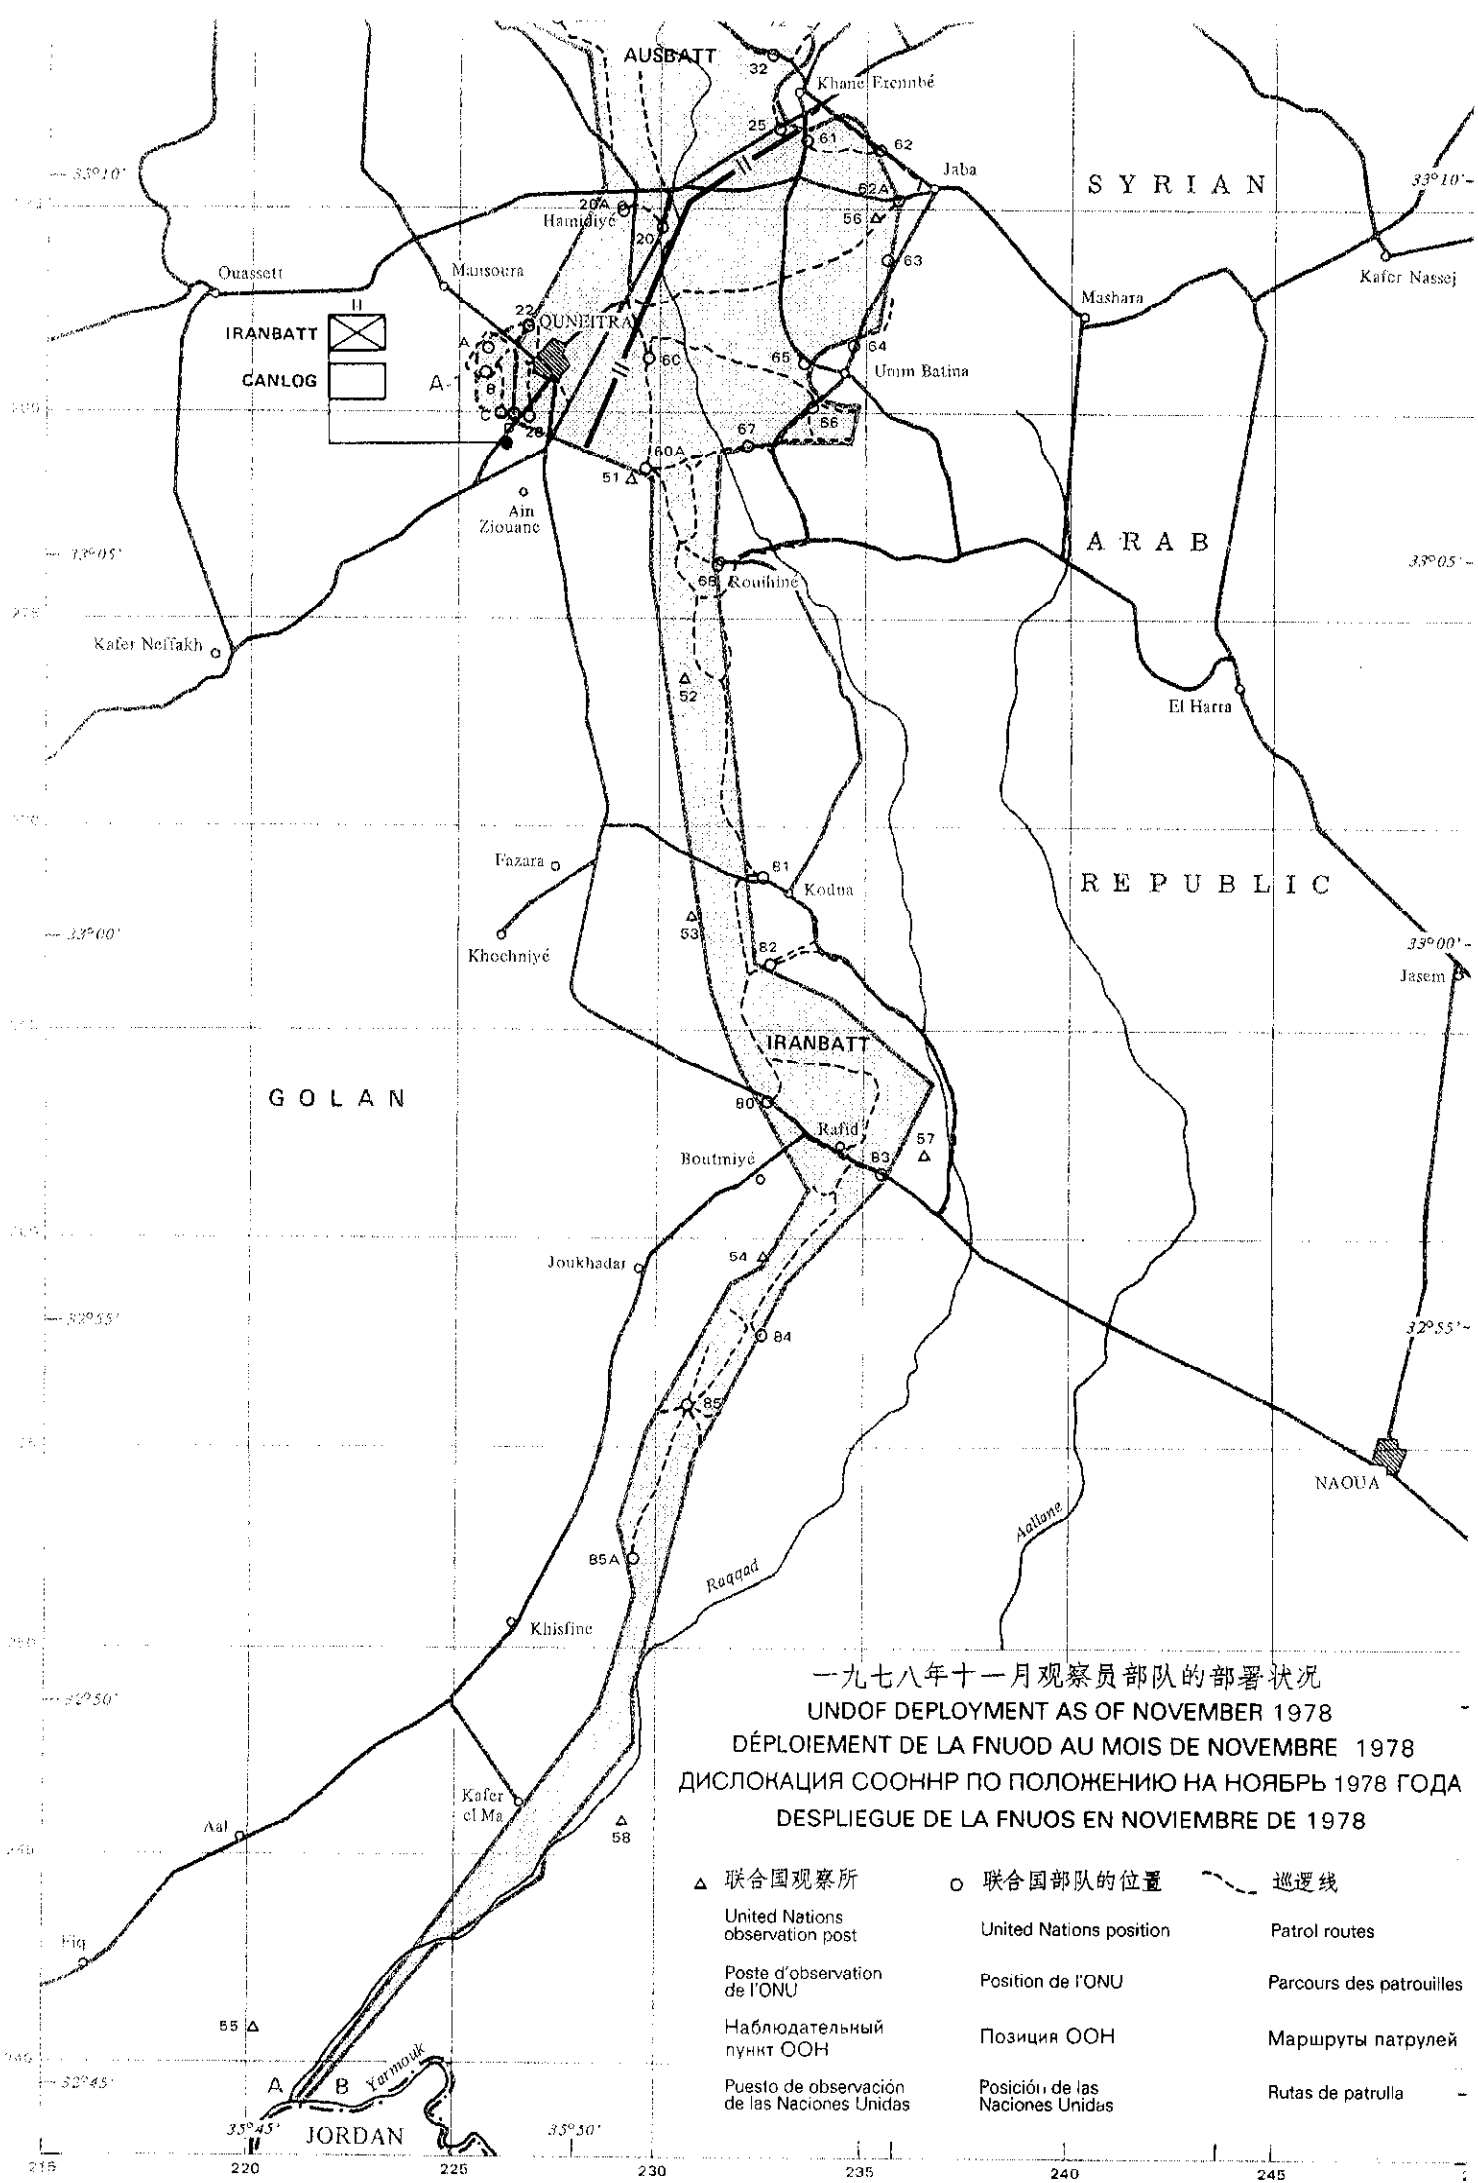 AUSBATT
32
Khane Erennbé
25
61
62
33°10'
Jaba
SYRIAN
33°10'
62A
20A
Hamidiyé
56
20
63
Kafer Nassej
Ouassett
Mansoura
Mashara
II
22
QUNEITRA
IRANBATT
A
64
60
65
Umm Batina
CANLOG
A-1
B
C
28
66
67
60A
51
Ain
Ziouane
ARAB
33°05'
33°05'
68
Rouihiné
Kafer Neffakh
52
El Harra
Fazara
81
Kodna
REPUBLIC
53
33°00'
33°00'
82
Khochniyé
Jasem
IRANBATT
GOLAN
80
Rafid
57
Boutmiyé
83
54
Joukhadar
32°55'
32°55'
84
85
NAOUA
Aallane
85A
Raqqad
Khisfine
一九七八年十一月观察员部队的部署状况
32°50'
UNDOF DEPLOYMENT AS OF NOVEMBER 1978
DÉPLOIEMENT DE LA FNUOD AU MOIS DE NOVEMBRE 1978
ДИСЛОКАЦИЯ СООННР ПО ПОЛОЖЕНИЮ НА НОЯБРЬ 1978 ГОДА
DESPLIEGUE DE LA FNUOS EN NOVIEMBRE DE 1978
Kafer
el Ma
Aal
58
联合国观察所
联合国部队的位置
巡逻线
United Nations
observation post
United Nations position
Patrol routes
Fiq
Poste d'observation
de l'ONU
Position de l'ONU
Parcours des patrouilles
55
Наблюдательный
пункт ООН
Позиция ООН
Маршруты патрулей
A
B
Yarmouk
32°45'
Puesto de observación
de las Naciones Unidas
Posición de las
Naciones Unidas
Rutas de patrulla
35°45'
JORDAN
35°50'
215
220
225
230
235
240
245